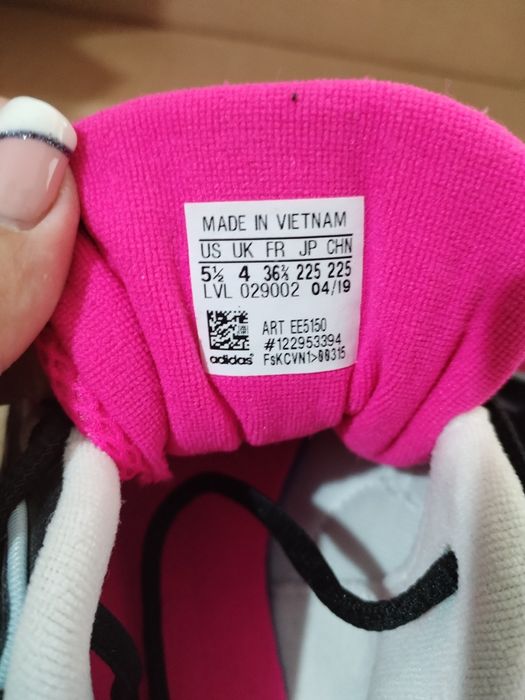 MADE IN VIETNAM
US UK FR JP CHN
5½ 4 36⅔ 225 225
LVL 029002 04/19
ART EE5150
#122953394
adidas FsKCVN1>00315